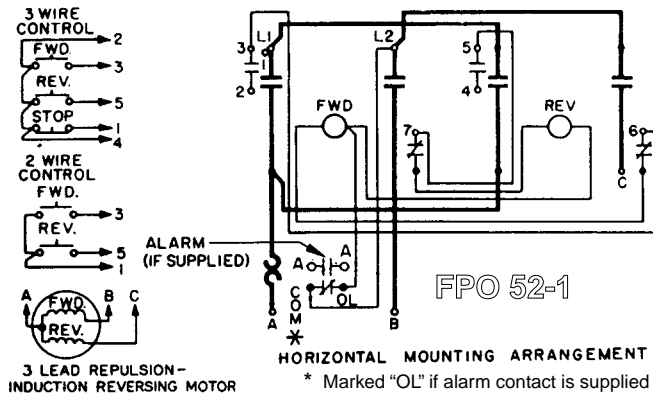 3 WIRE
CONTROL
FWD.
2
3
REV.
5
STOP
1
4
2 WIRE
CONTROL
FWD.
3
REV.
5
1
A
FWD.
B
C
REV.
3 LEAD REPULSION-
INDUCTION REVERSING MOTOR
3
L1
1
2
L2
5
4
FWD
7
REV
6
C
ALARM
(IF SUPPLIED)
A
A
COM
OL
*
A
B
FPO 52-1
HORIZONTAL MOUNTING ARRANGEMENT
* Marked “OL” if alarm contact is supplied